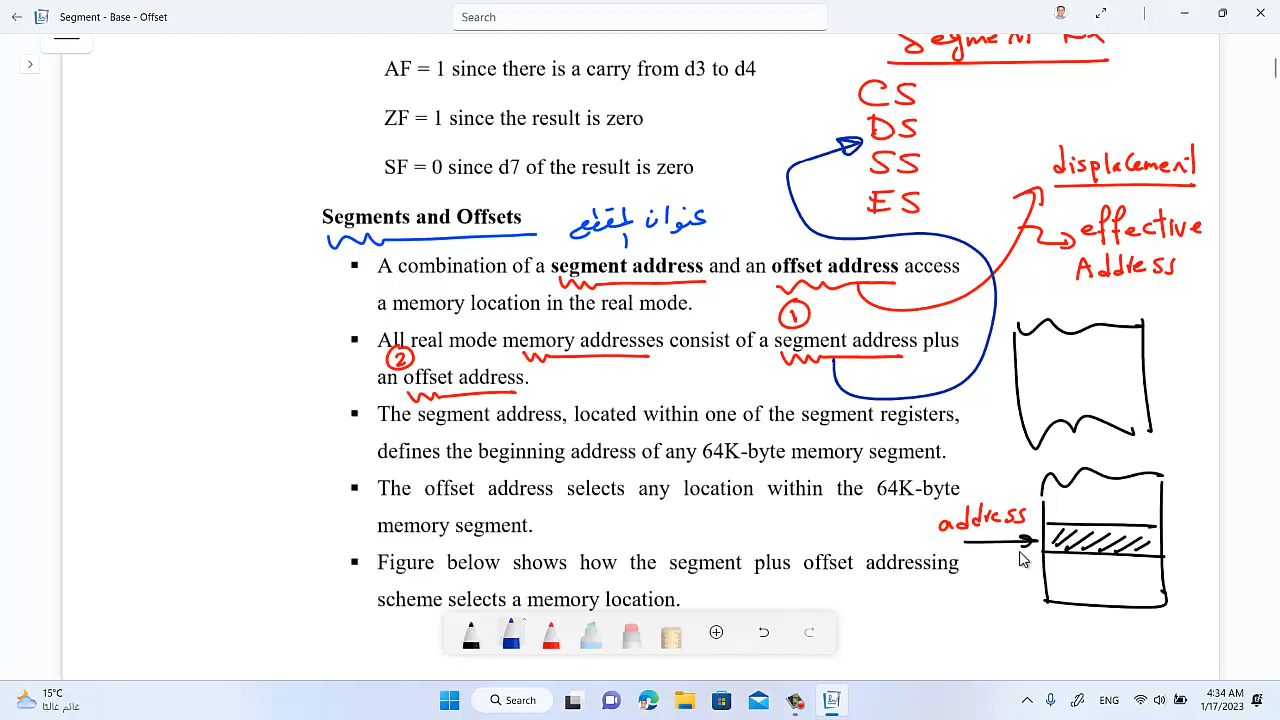 Segment - Base - Offset
Search
Segment
AF = 1 since there is a carry from d3 to d4
ZF = 1 since the result is zero
SF = 0 since d7 of the result is zero
CS
DS
SS
ES
displacement
effective
Address
Segments and Offsets
عنوان المقطع
▪ A combination of a segment address and an offset address access
a memory location in the real mode.
1
▪ All real mode memory addresses consist of a segment address plus
2
an offset address.
▪ The segment address, located within one of the segment registers,
defines the beginning address of any 64K-byte memory segment.
▪ The offset address selects any location within the 64K-byte
memory segment.
address
▪ Figure below shows how the segment plus offset addressing
scheme selects a memory location.
15°C
غائم غالبًا
Search
ENG
4:34 AM
1/17/2023